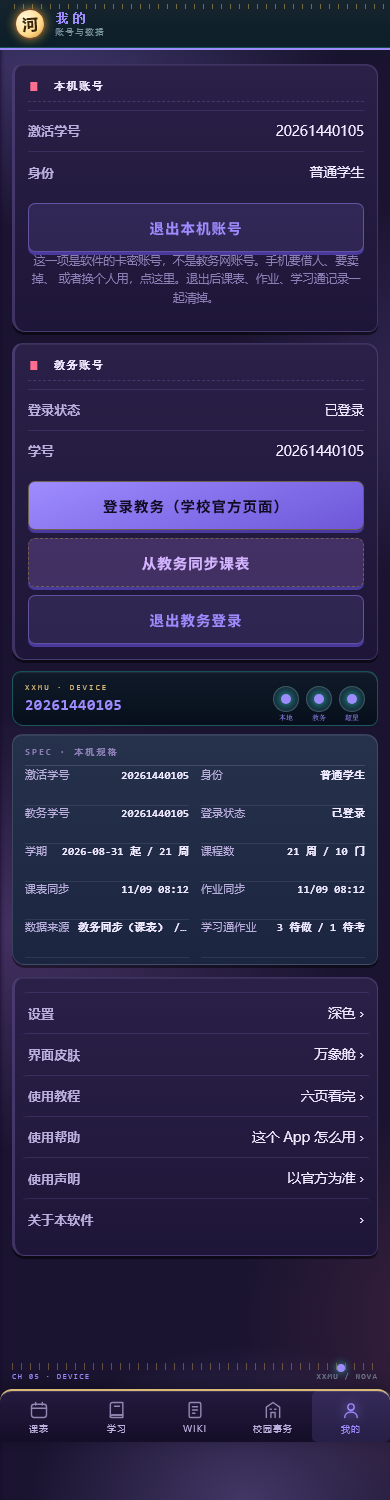 河
我的
账号与数据
本机账号
激活学号 20261440105
身份 普通学生
退出本机账号
这一项是软件的卡密账号，不是教务网账号。手机要借人、要卖
掉、 或者换个人用，点这里。退出后课表、作业、学习通记录一
起清掉。
教务账号
登录状态 已登录
学号 20261440105
登录教务（学校官方页面）
从教务同步课表
退出教务登录
XXMU · DEVICE
20261440105
本地 教务
SPEC · 本机规格
激活学号 20261440105 身份 普通学生
教务学号 20261440105 登录状态 已登录
学期 2026-08-31 起 / 21 周 课程数 21 周 / 10 门
课表同步 11/09 08:12 作业同步 11/09 08:12
数据来源 教务同步（课表） /… 学习通作业 3 待做 / 1 待考
设置 深色 ›
界面皮肤 万象舱 ›
使用教程 六页看完 ›
使用帮助 这个 App 怎么用 ›
使用声明 以官方为准 ›
关于本软件 ›
CH 05 · DEVICE XXMU / NOVA
课表 学习 WIKI 校园事务 我的